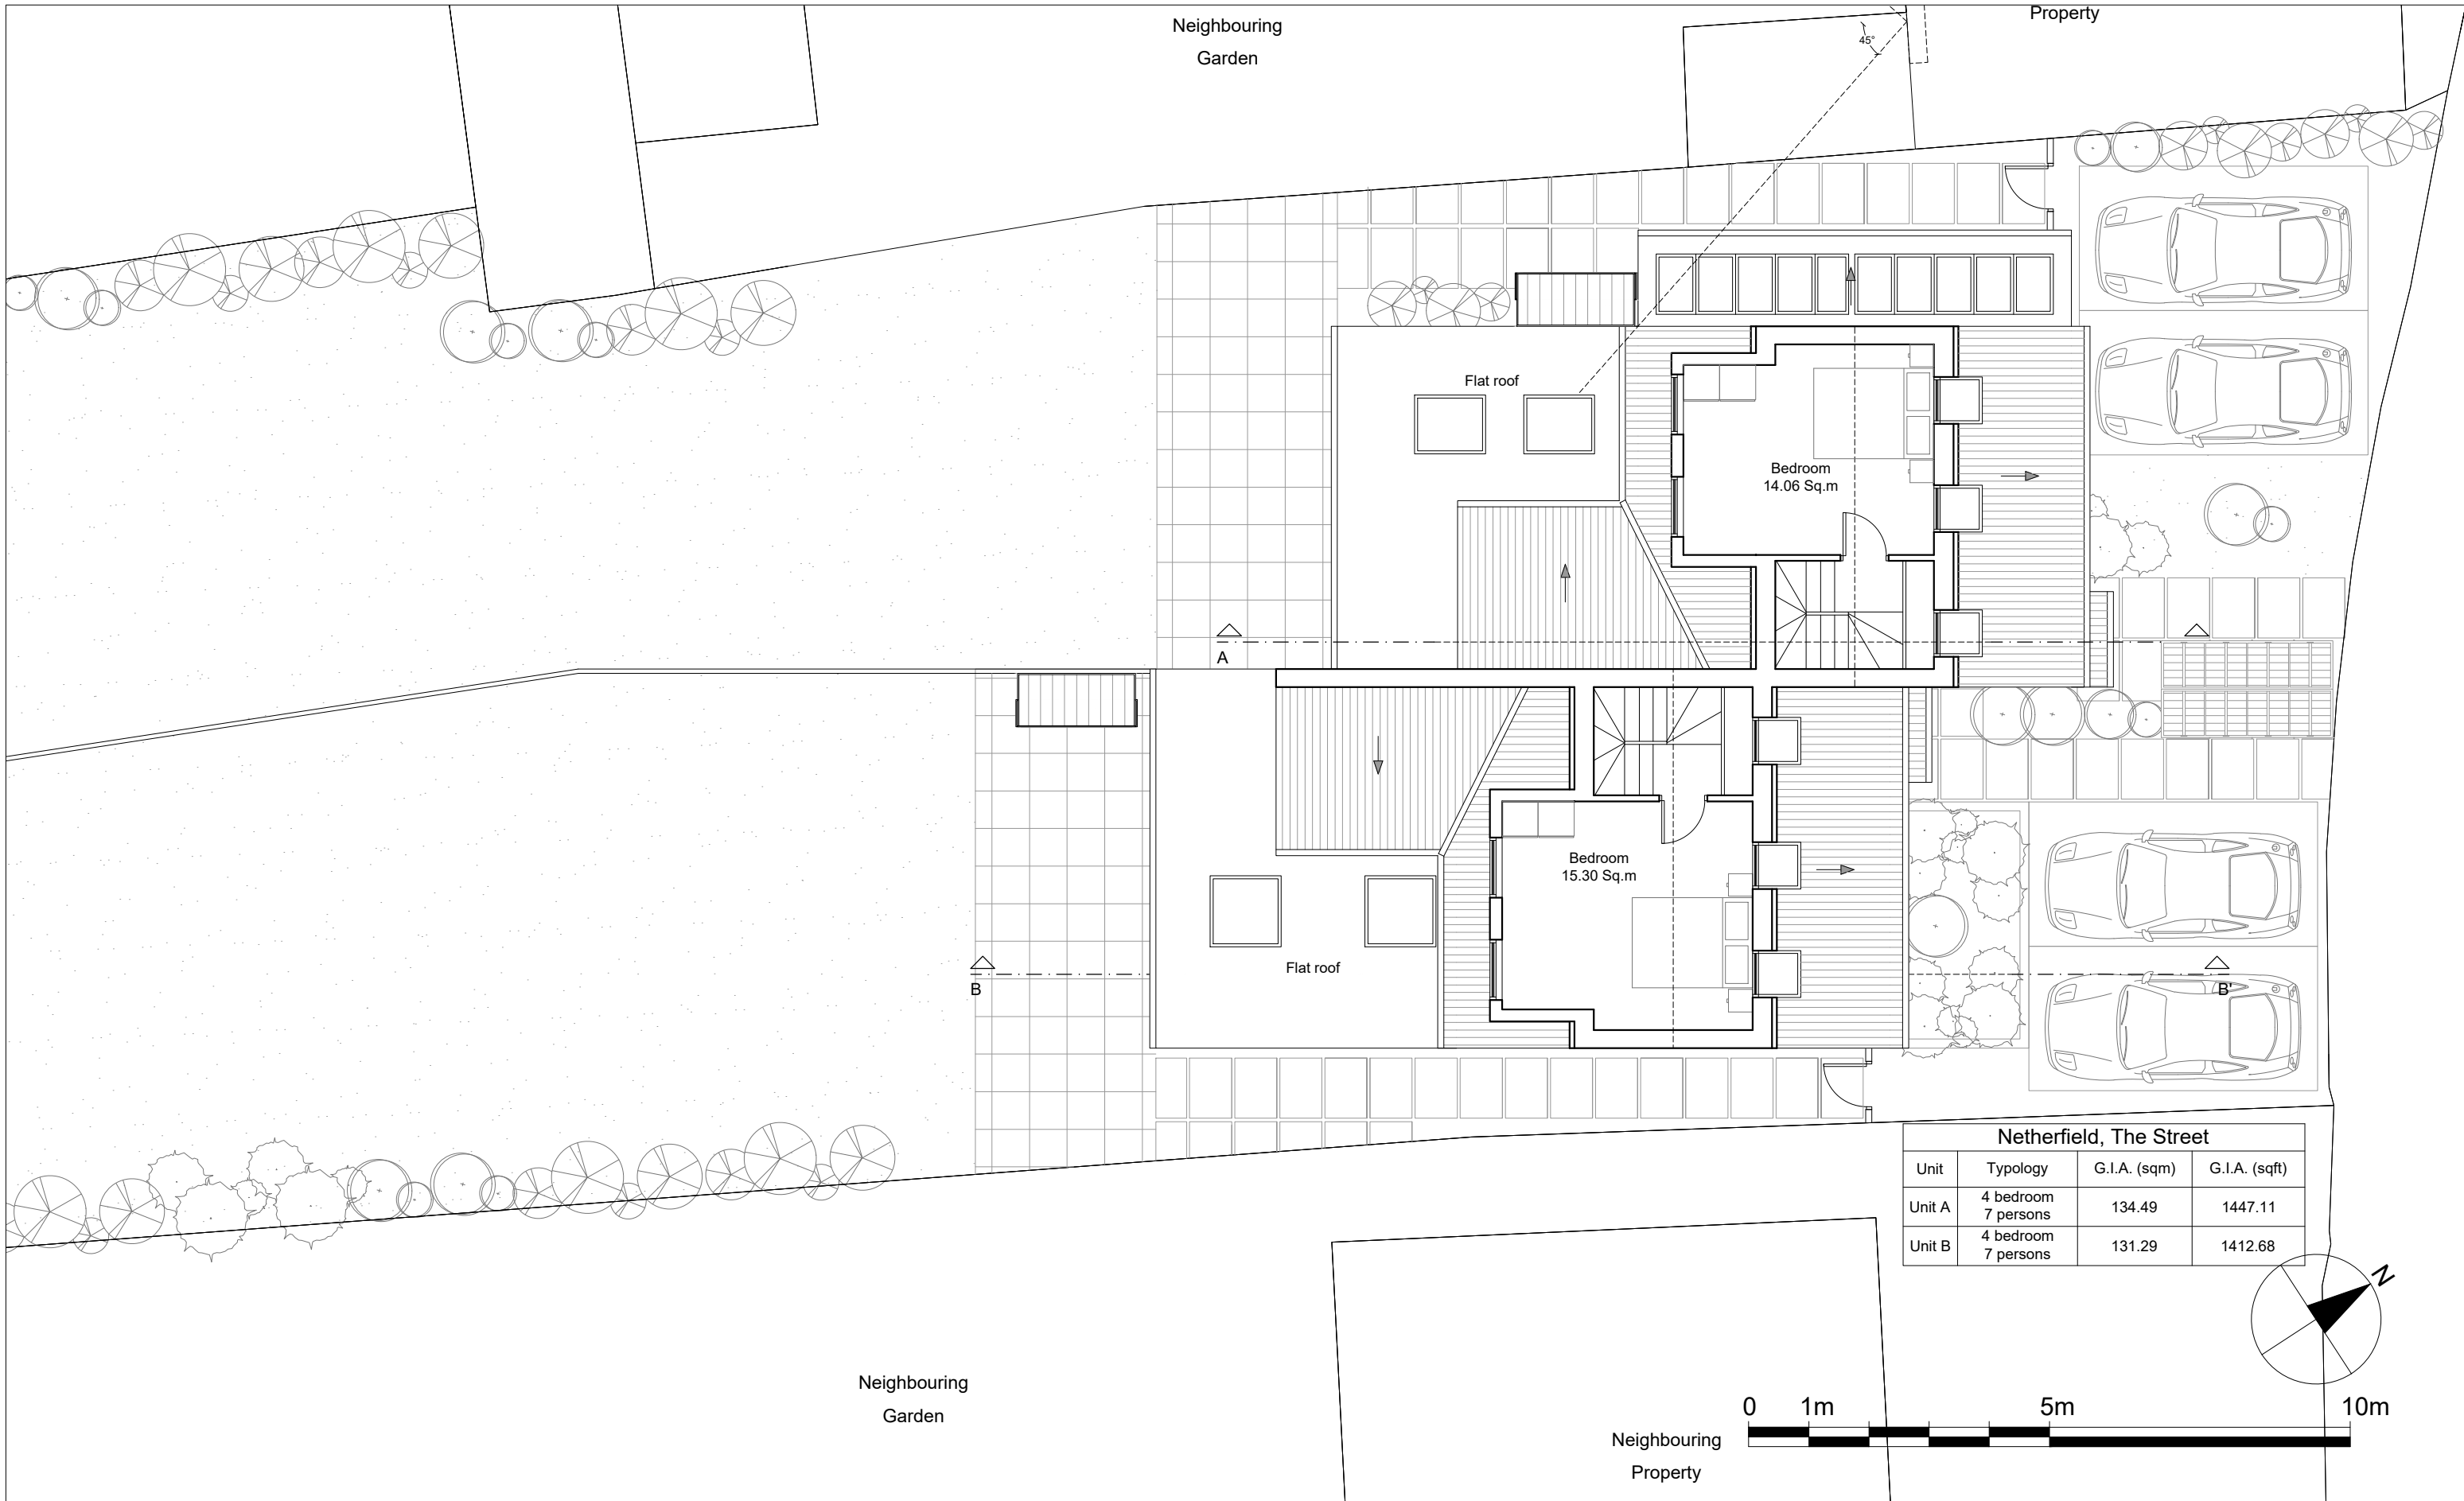 Neighbouring
Garden
Property
45°
Flat roof
Bedroom
14.06 Sq.m
A
Bedroom
15.30 Sq.m
Flat roof
B
B'
Netherfield, The Street
Unit Typology G.I.A. (sqm) G.I.A. (sqft)
Unit A 4 bedroom 7 persons 134.49 1447.11
Unit B 4 bedroom 7 persons 131.29 1412.68
N
Neighbouring
Garden
0 1m 5m 10m
Neighbouring
Property